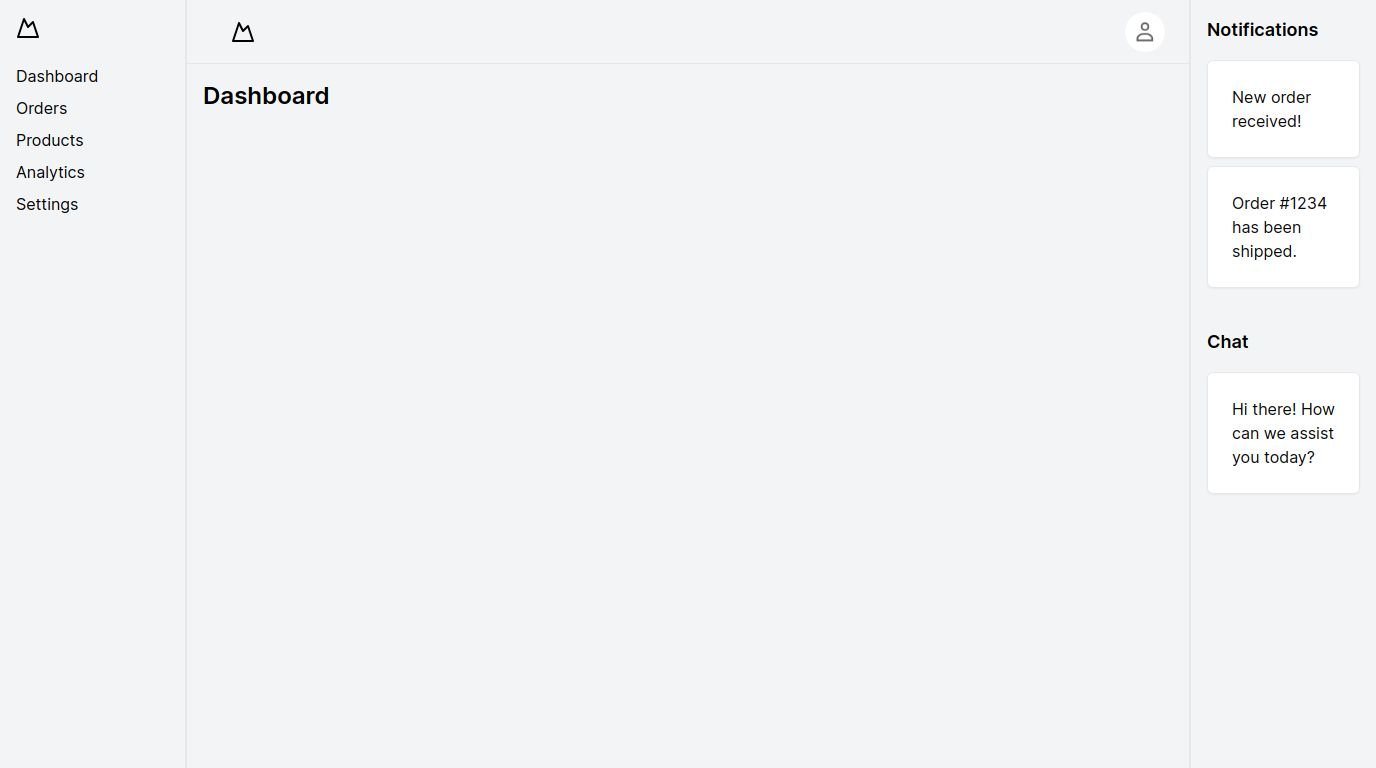 Dashboard
Orders
Products
Analytics
Settings
Dashboard
Notifications
New order
received!
Order #1234
has been
shipped.
Chat
Hi there! How
can we assist
you today?